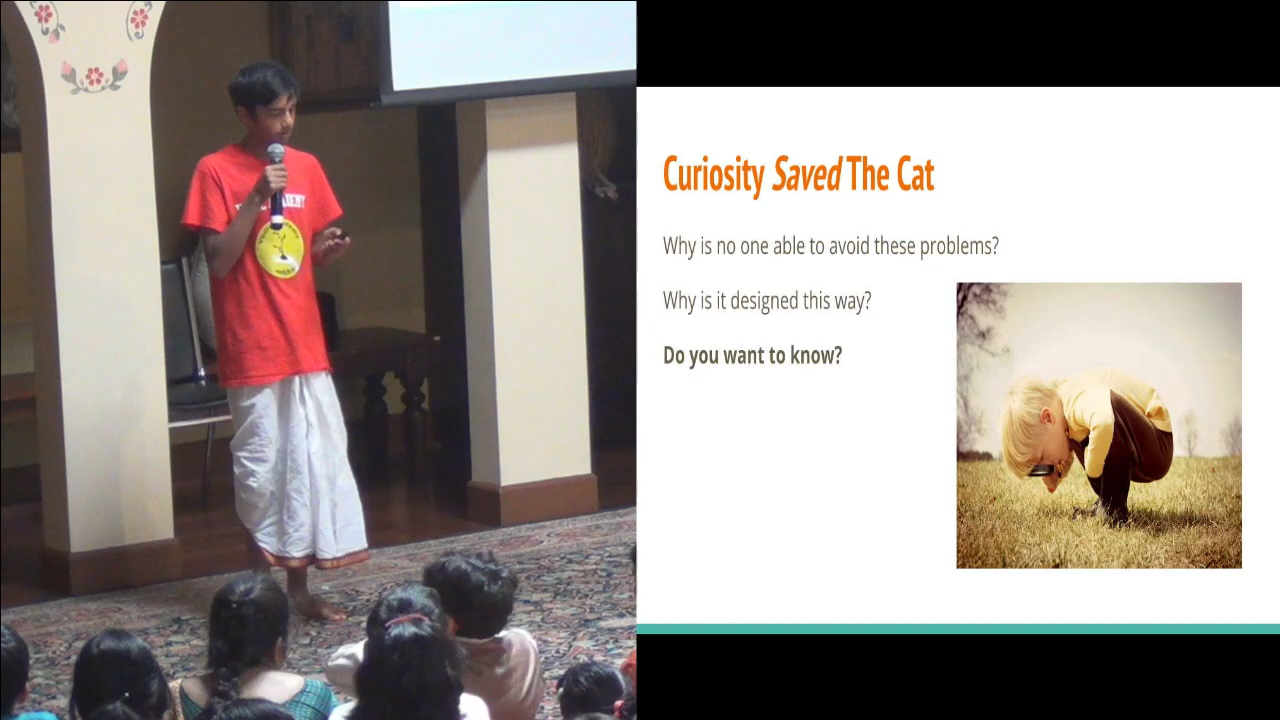 Curiosity Saved The Cat
Why is no one able to avoid these problems?
Why is it designed this way?
Do you want to know?